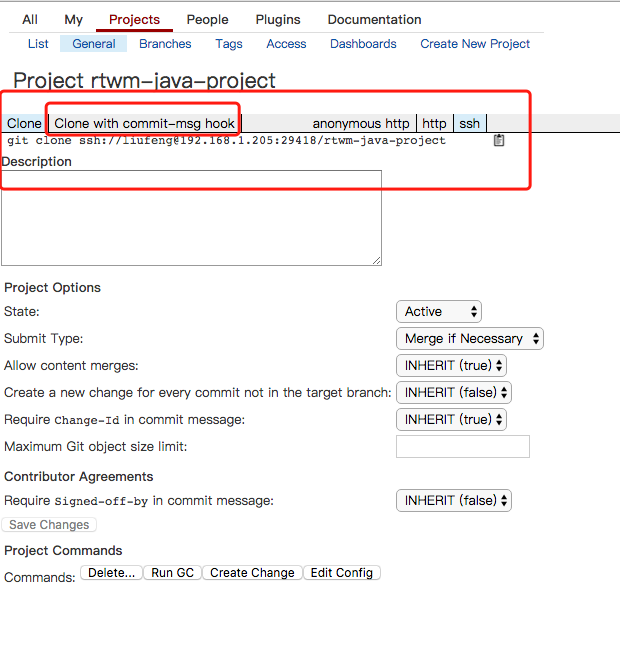 All My Projects People Plugins Documentation
List General Branches Tags Access Dashboards Create New Project
Project rtwm-java-project
Clone Clone with commit-msg hook anonymous http http ssh
git clone ssh://liufeng@192.168.1.205:29418/rtwm-java-project
Description
Project Options
State: Active
Submit Type: Merge if Necessary
Allow content merges: INHERIT (true)
Create a new change for every commit not in the target branch: INHERIT (false)
Require Change-Id in commit message: INHERIT (true)
Maximum Git object size limit:
Contributor Agreements
Require Signed-off-by in commit message: INHERIT (false)
Save Changes
Project Commands
Commands: Delete... Run GC Create Change Edit Config